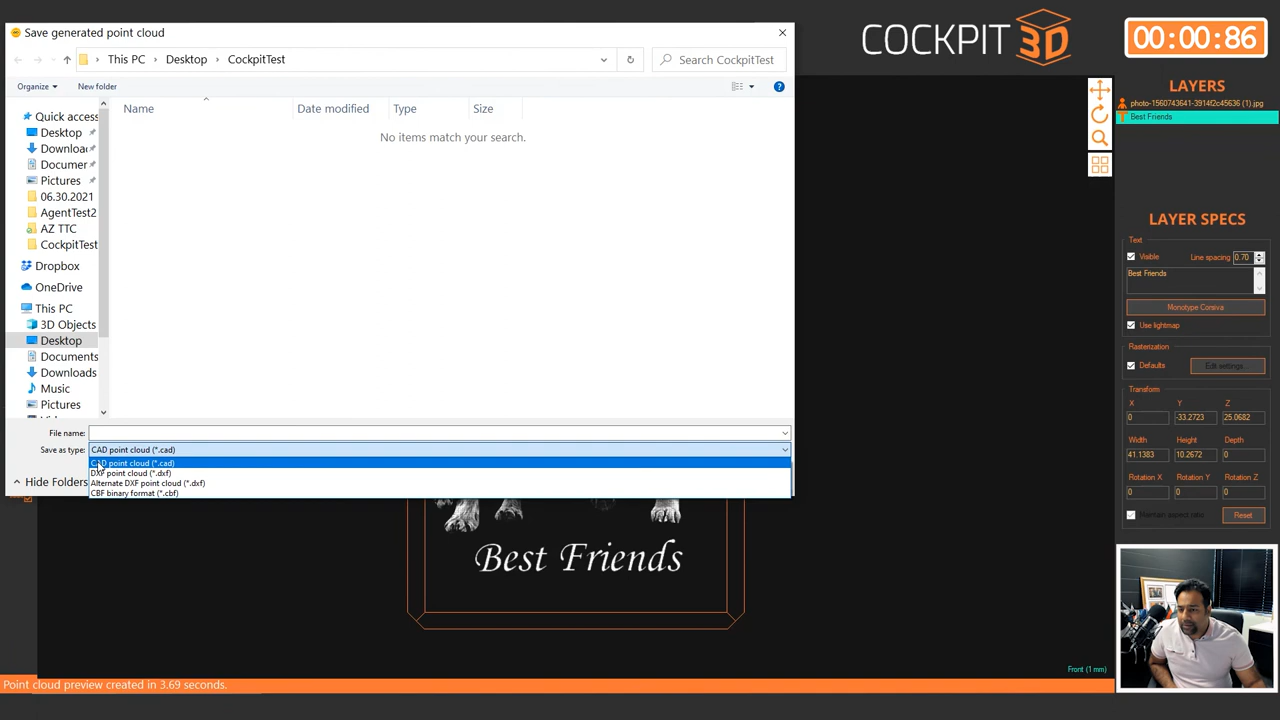 Save generated point cloud
This PC > Desktop > CockpitTest
Search CockpitTest
Organize
New folder
Name
Date modified
Type
Size
No items match your search.
Quick access
Desktop
Downloa
Documer
Pictures
06.30.2021
AgentTest2
AZ TTC
CockpitTest
Dropbox
OneDrive
This PC
3D Objects
Desktop
Documents
Downloads
Music
Pictures
File name:
Save as type: CAD point cloud (*.cad)
CAD point cloud (*.cad)
DXF point cloud (*.dxf)
Alternate DXF point cloud (*.dxf)
CBF binary format (*.cbf)
Hide Folders
COCKPIT 3D
00:00:86
LAYERS
photo-1560743641-3914f2c45636 (1).jpg
Best Friends
LAYER SPECS
Text
Visible
Line spacing 0.70
Best Friends
Monotype Corsiva
Use lightmap
Rasterization
Defaults
Edit settings...
Transform
X Y Z
0 -33.2723 25.0682
Width Height Depth
41.1383 10.2672 0
Rotation X Rotation Y Rotation Z
0 0 0
Maintain aspect ratio
Reset
Best Friends
Front (1 mm)
Point cloud preview created in 3.69 seconds.